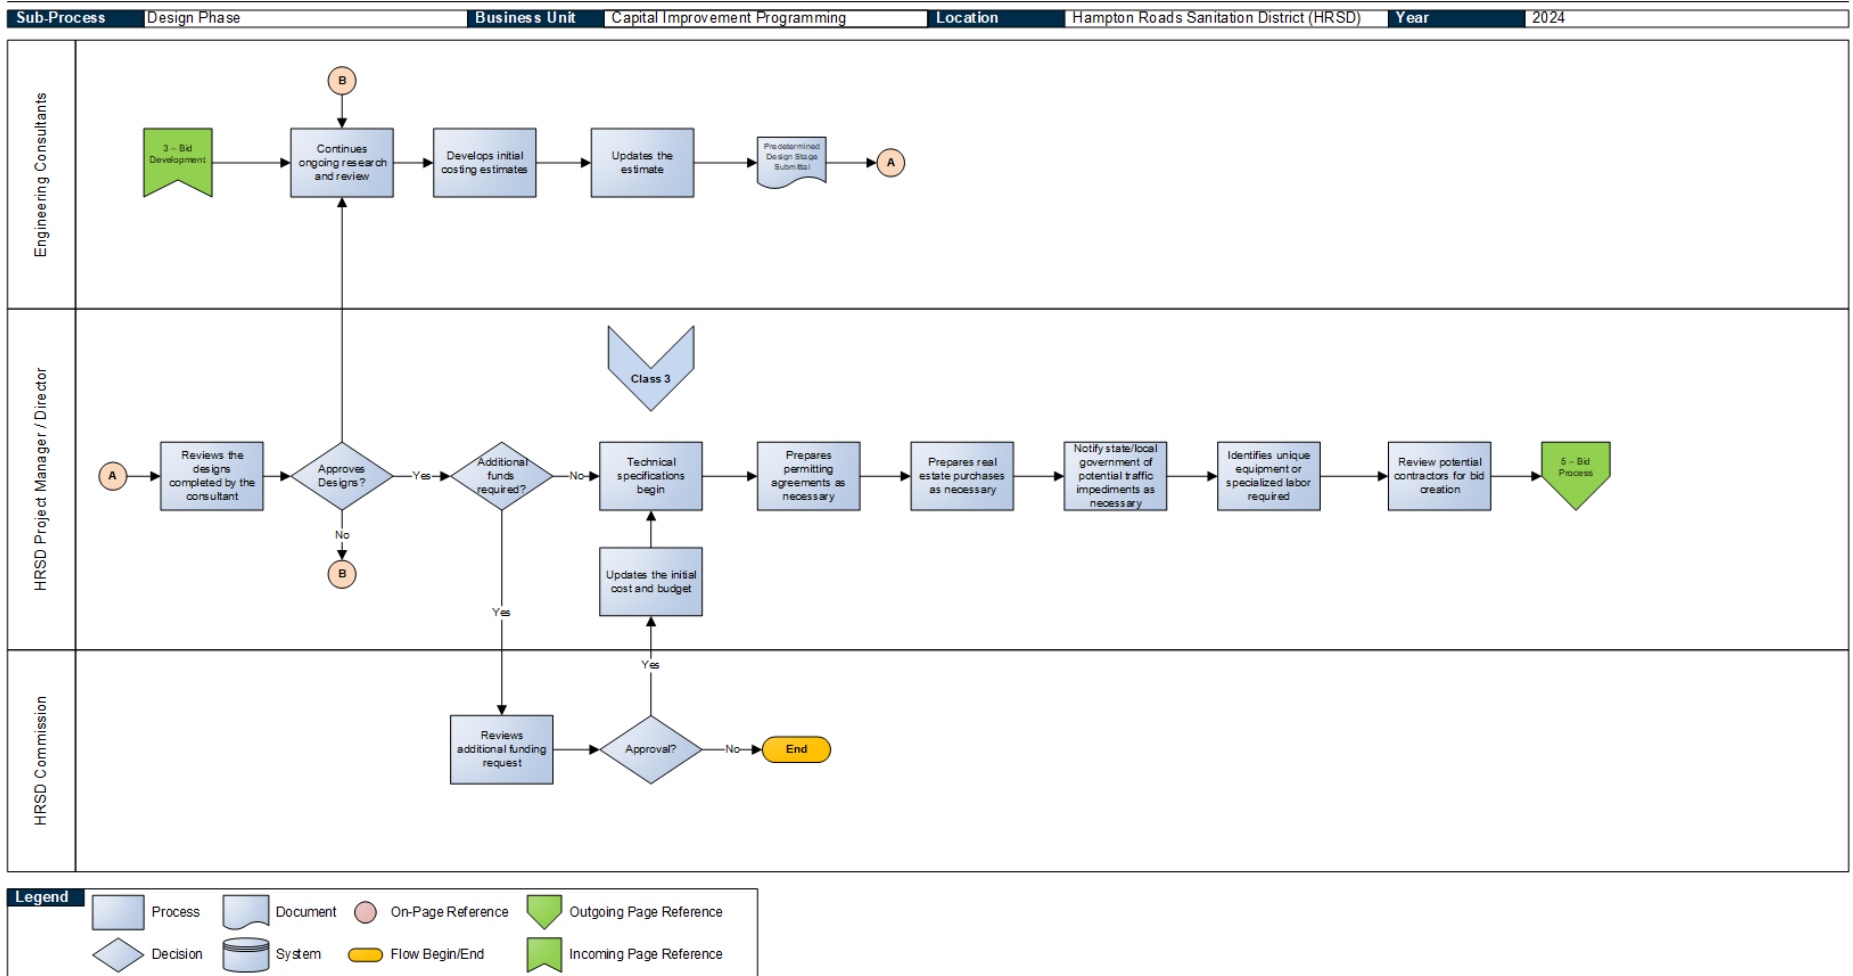 Sub-Process Design Phase Business Unit Capital Improvement Programming Location Hampton Roads Sanitation District (HRSD) Year 2024
Engineering Consultants
B
3 – Bid
Development
Continues
ongoing research
and review
Develops initial
costing estimates
Updates the
estimate
Predetermined
Design Stage
Submittal
A
HRSD Project Manager / Director
Class 3
A
Reviews the
designs
completed by the
consultant
Approves
Designs?
Yes
No
B
Additional
funds
required?
No
Yes
Technical
specifications
begin
Updates the initial
cost and budget
Prepares
permitting
agreements as
necessary
Prepares real
estate purchases
as necessary
Notify state/local
government of
potential traffic
impediments as
necessary
Identifies unique
equipment or
specialized labor
required
Review potential
contractors for bid
creation
5 – Bid
Process
HRSD Commission
Reviews
additional funding
request
Approval?
Yes
No
End
Legend
Process
Document
On-Page Reference
Outgoing Page Reference
Decision
System
Flow Begin/End
Incoming Page Reference